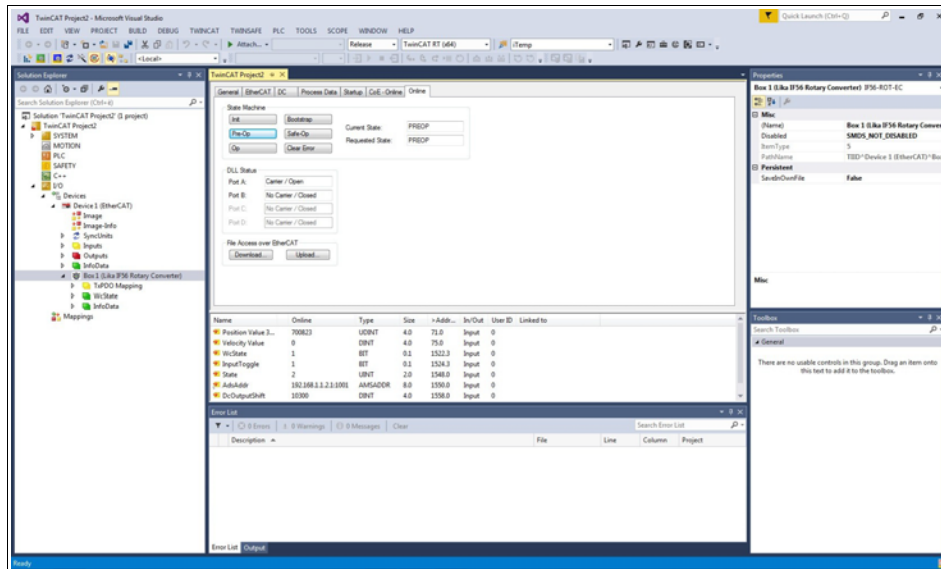 TwinCAT Project2 - Microsoft Visual Studio
Quick Launch (Ctrl+Q)
FILE EDIT VIEW PROJECT BUILD DEBUG TWINCAT TWINSAFE PLC TOOLS SCOPE WINDOW HELP
Attach... Release TwinCAT RT (x64) iTemp
<Local>
Solution Explorer
Search Solution Explorer (Ctrl+è)
Solution 'TwinCAT Project2' (1 project)
TwinCAT Project2
SYSTEM
MOTION
PLC
SAFETY
C++
I/O
Devices
Device 1 (EtherCAT)
Image
Image-Info
SyncUnits
Inputs
Outputs
InfoData
Box 1 (Lika IF56 Rotary Converter)
TxPDO Mapping
WcState
InfoData
Mappings
TwinCAT Project2
General EtherCAT DC Process Data Startup CoE - Online Online
State Machine
Init Bootstrap
Pre-Op Safe-Op
Op Clear Error
Current State: PREOP
Requested State: PREOP
DLL Status
Port A: Carrier / Open
Port B: No Carrier / Closed
Port C: No Carrier / Closed
Port D: No Carrier / Closed
File Access over EtherCAT
Download... Upload...
Name Online Type Size >Addr... In/Out User ID Linked to
Position Value 3... 700823 UDINT 4.0 71.0 Input 0
Velocity Value 0 DINT 4.0 75.0 Input 0
WcState 1 BIT 0.1 1522.3 Input 0
InputToggle 1 BIT 0.1 1524.3 Input 0
State 2 UINT 2.0 1548.0 Input 0
AdsAddr 192.168.1.1.2.1:1001 AMSADDR 8.0 1550.0 Input 0
DcOutputShift 10300 DINT 4.0 1558.0 Input 0
Error List
0 Errors 0 Warnings 0 Messages Clear
Search Error List
Description File Line Column Project
Error List Output
Properties
Box 1 (Lika IF56 Rotary Converter) IF56-ROT-EC
Misc
(Name) Box 1 (Lika IF56 Rotary Conver
Disabled SMDS_NOT_DISABLED
ItemType 5
PathName TIID^Device 1 (EtherCAT)^Bo
Persistent
SaveInOwnFile False
Misc
Toolbox
Search Toolbox
General
There are no usable controls in this group. Drag an item onto
this text to add it to the toolbox.
Ready